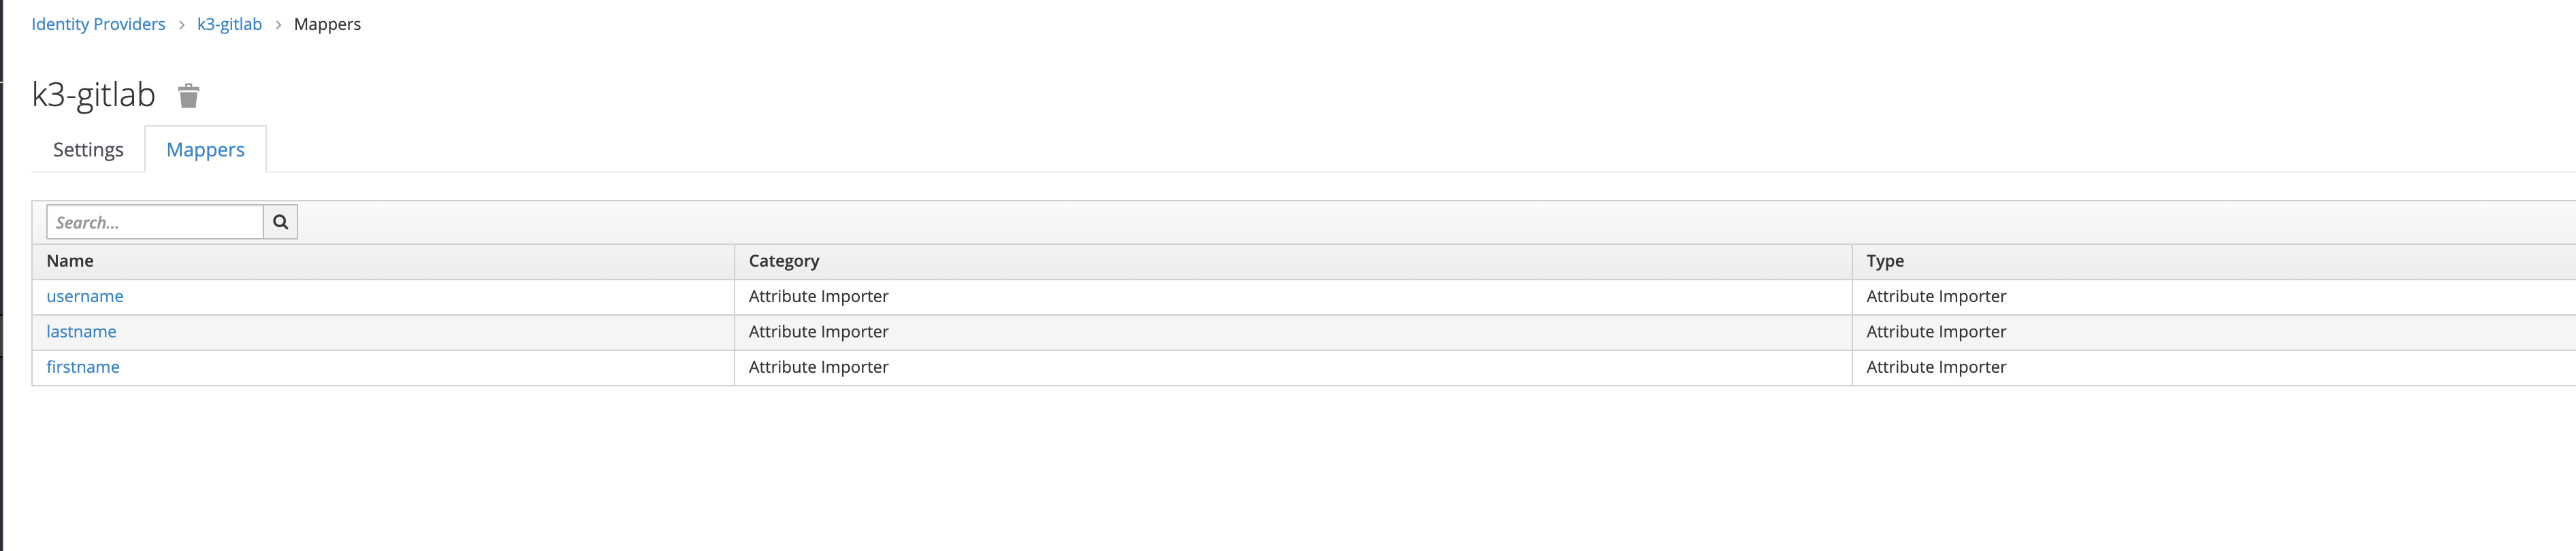 Identity Providers > k3-gitlab > Mappers
k3-gitlab
Settings Mappers
Search...
Name Category Type
username Attribute Importer Attribute Importer
lastname Attribute Importer Attribute Importer
firstname Attribute Importer Attribute Importer